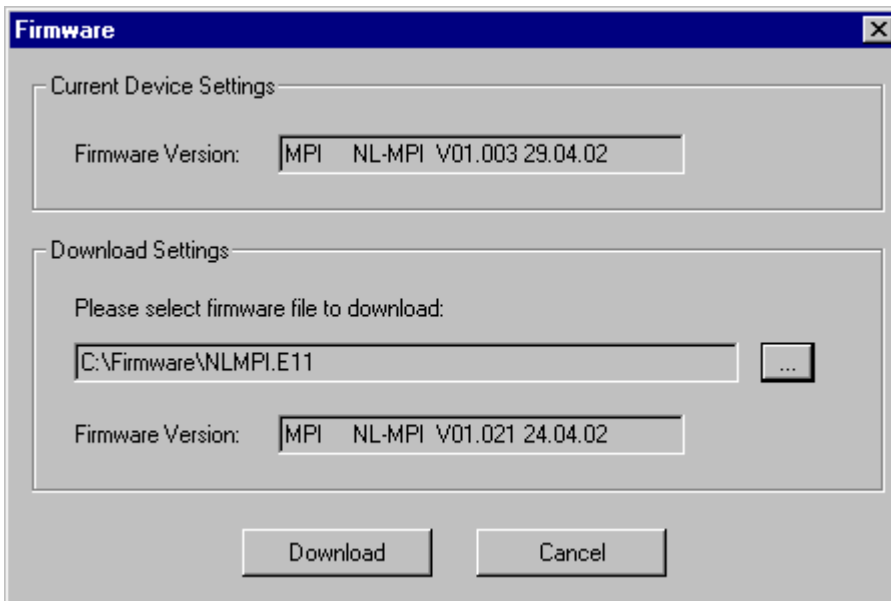 Firmware
Current Device Settings
Firmware Version: MPI NL-MPI V01.003 29.04.02
Download Settings
Please select firmware file to download:
C:\Firmware\NLMPI.E11 ...
Firmware Version: MPI NL-MPI V01.021 24.04.02
Download Cancel